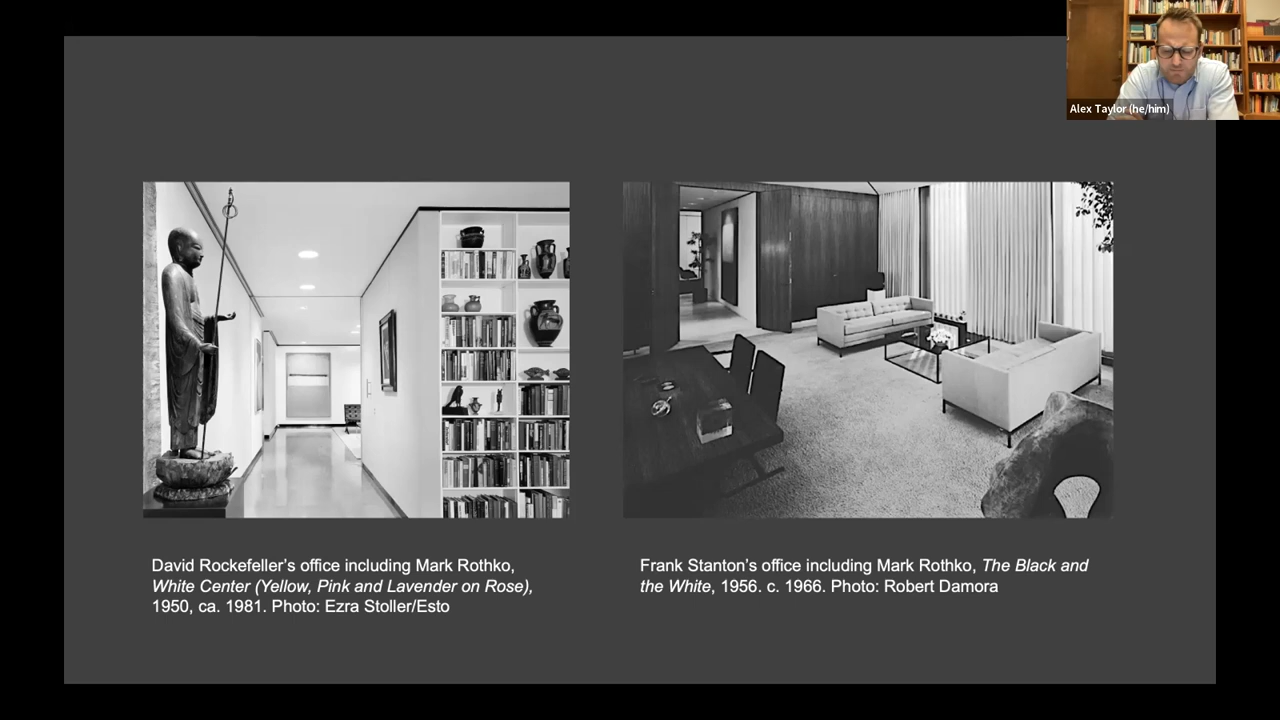 Alex Taylor (he/him)
David Rockefeller’s office including Mark Rothko,
White Center (Yellow, Pink and Lavender on Rose),
1950, ca. 1981. Photo: Ezra Stoller/Esto
Frank Stanton’s office including Mark Rothko, The Black and
the White, 1956. c. 1966. Photo: Robert Damora